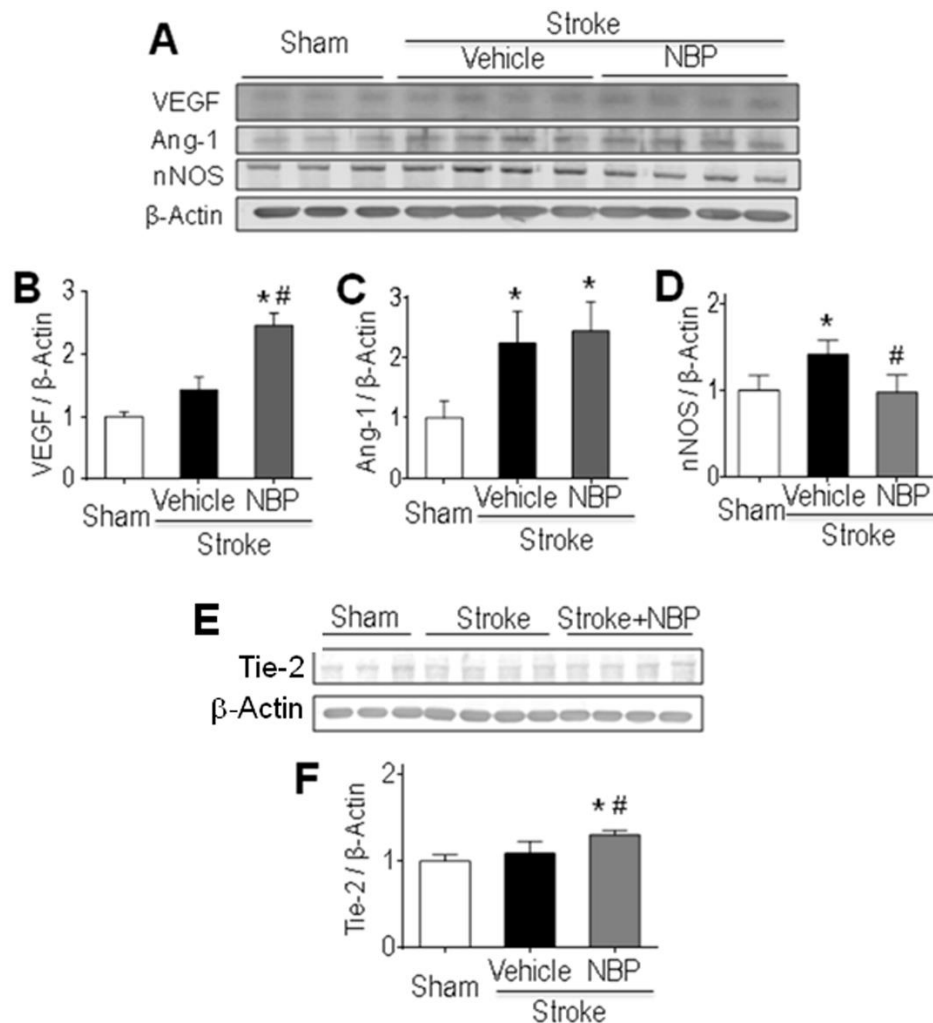 A
Sham
Stroke
Vehicle
NBP
VEGF
Ang-1
nNOS
β-Actin
B
VEGF / β-Actin
3
2
1
0
* #
Sham
Vehicle
NBP
Stroke
C
Ang-1 / β-Actin
3
2
1
0
*
*
Sham
Vehicle
NBP
Stroke
D
nNOS / β-Actin
2
1
0
*
#
Sham
Vehicle
NBP
Stroke
E
Sham
Stroke
Stroke+NBP
Tie-2
β-Actin
F
Tie-2 / β-Actin
2
1
0
* #
Sham
Vehicle
NBP
Stroke